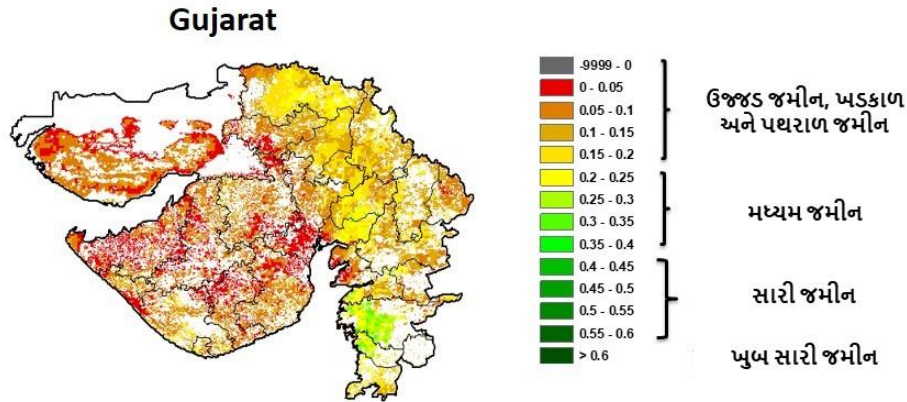 Gujarat
-9999 - 0
0 - 0.05
0.05 - 0.1
0.1 - 0.15
0.15 - 0.2
0.2 - 0.25
0.25 - 0.3
0.3 - 0.35
0.35 - 0.4
0.4 - 0.45
0.45 - 0.5
0.5 - 0.55
0.55 - 0.6
> 0.6
ઉજ્જડ જમીન, ખડકાળ
અને પથરાળ જમીન
મધ્યમ જમીન
સારી જમીન
ખુબ સારી જમીન